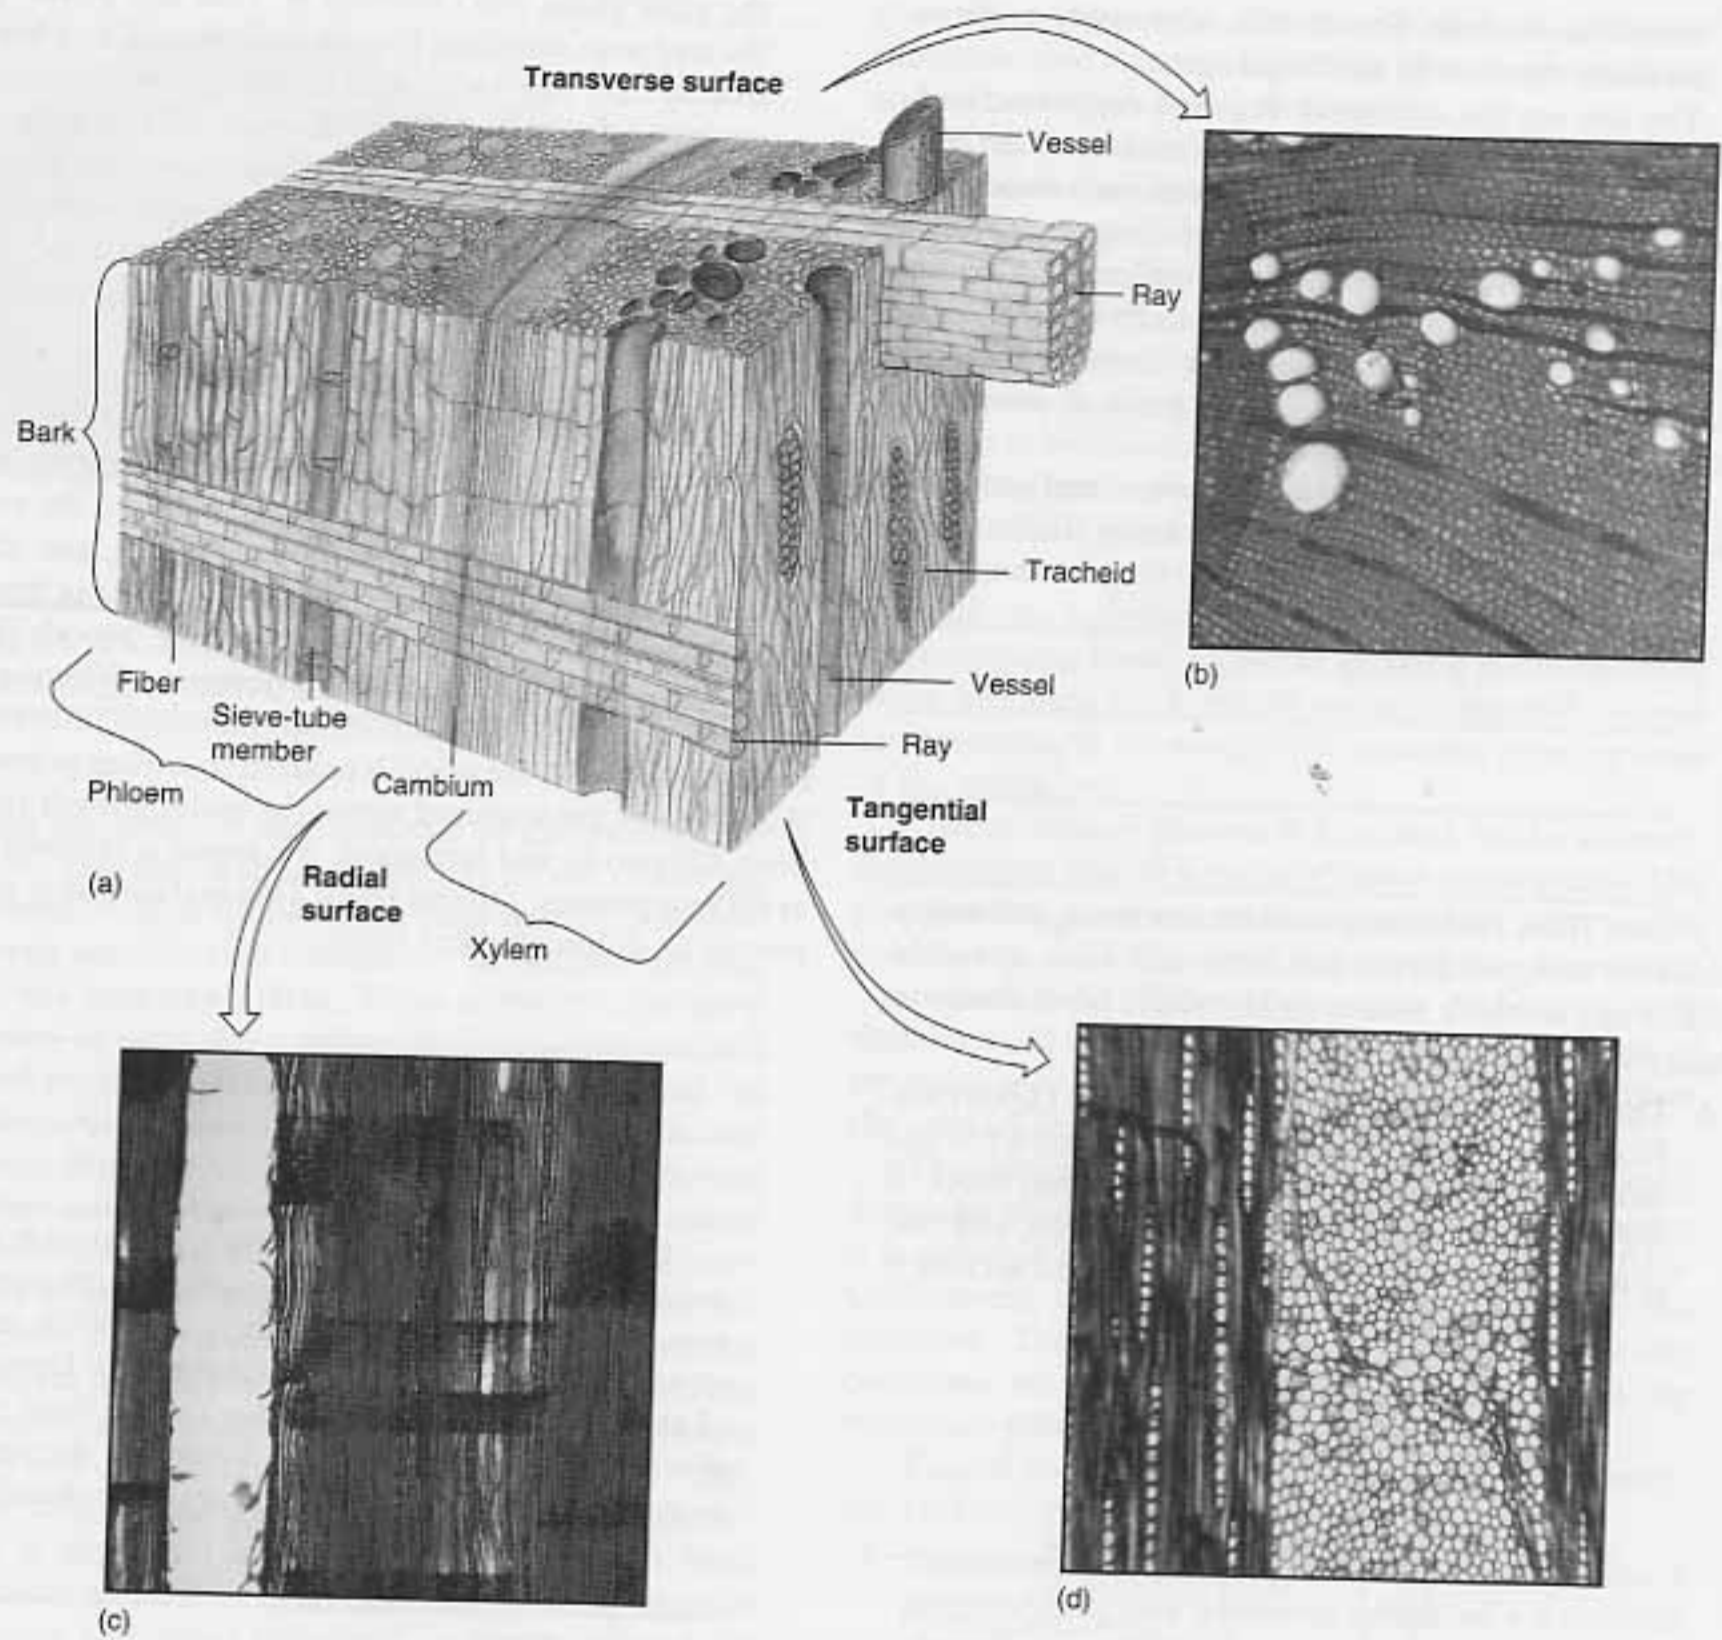 Transverse surface
Vessel
Ray
Bark
Tracheid
(b)
Fiber
Vessel
Sieve-tube
member
Ray
Phloem
Cambium
Tangential
surface
(a)
Radial
surface
Xylem
(c)
(d)